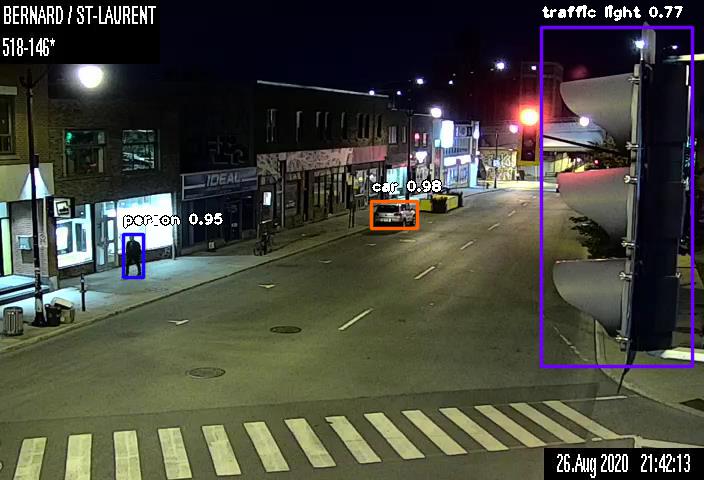 BERNARD / ST-LAURENT
518-146*
traffic light 0.77
car 0.98
person 0.95
IDEAL
26.Aug 2020 21:42:13